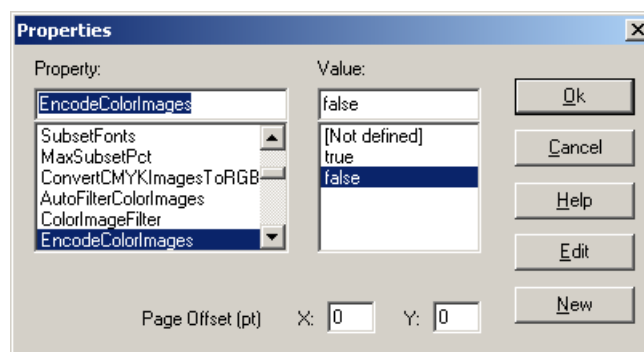 Properties
Property:
Value:
EncodeColorImages
false
SubsetFonts
MaxSubsetPct
ConvertCMYKImagesToRGB
AutoFilterColorImages
ColorImageFilter
EncodeColorImages
[Not defined]
true
false
Ok
Cancel
Help
Edit
New
Page Offset (pt) X: 0 Y: 0